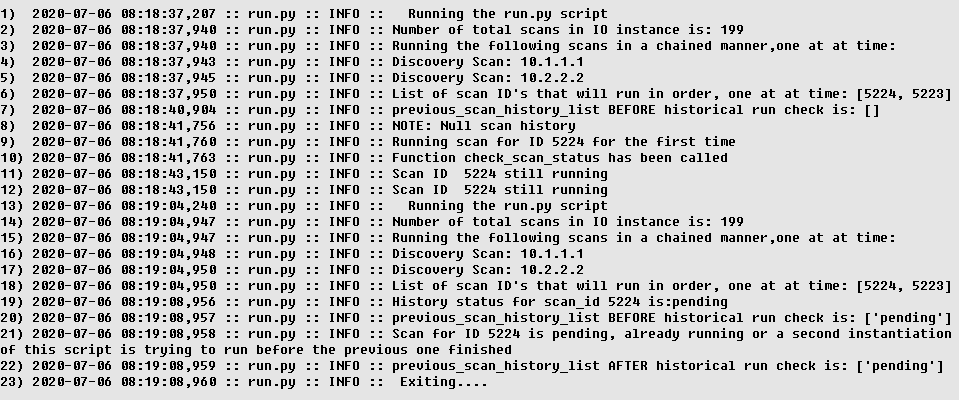 1)  2020-07-06 08:18:37,207 :: run.py :: INFO ::   Running the run.py script
2)  2020-07-06 08:18:37,940 :: run.py :: INFO :: Number of total scans in IO instance is: 199
3)  2020-07-06 08:18:37,940 :: run.py :: INFO :: Running the following scans in a chained manner,one at at time:
4)  2020-07-06 08:18:37,943 :: run.py :: INFO :: Discovery Scan: 10.1.1.1
5)  2020-07-06 08:18:37,945 :: run.py :: INFO :: Discovery Scan: 10.2.2.2
6)  2020-07-06 08:18:37,950 :: run.py :: INFO :: List of scan ID's that will run in order, one at at time: [5224, 5223]
7)  2020-07-06 08:18:40,904 :: run.py :: INFO :: previous_scan_history_list BEFORE historical run check is: []
8)  2020-07-06 08:18:41,756 :: run.py :: INFO :: NOTE: Null scan history
9)  2020-07-06 08:18:41,760 :: run.py :: INFO :: Running scan for ID 5224 for the first time
10) 2020-07-06 08:18:41,763 :: run.py :: INFO :: Function check_scan_status has been called
11) 2020-07-06 08:18:43,150 :: run.py :: INFO :: Scan ID  5224 still running
12) 2020-07-06 08:18:43,150 :: run.py :: INFO :: Scan ID  5224 still running
13) 2020-07-06 08:19:04,240 :: run.py :: INFO ::   Running the run.py script
14) 2020-07-06 08:19:04,947 :: run.py :: INFO :: Number of total scans in IO instance is: 199
15) 2020-07-06 08:19:04,947 :: run.py :: INFO :: Running the following scans in a chained manner,one at at time:
16) 2020-07-06 08:19:04,948 :: run.py :: INFO :: Discovery Scan: 10.1.1.1
17) 2020-07-06 08:19:04,950 :: run.py :: INFO :: Discovery Scan: 10.2.2.2
18) 2020-07-06 08:19:04,950 :: run.py :: INFO :: List of scan ID's that will run in order, one at at time: [5224, 5223]
19) 2020-07-06 08:19:08,956 :: run.py :: INFO :: History status for scan_id 5224 is:pending
20) 2020-07-06 08:19:08,957 :: run.py :: INFO :: previous_scan_history_list BEFORE historical run check is: ['pending']
21) 2020-07-06 08:19:08,958 :: run.py :: INFO :: Scan for ID 5224 is pending, already running or a second instantiation
of this script is trying to run before the previous one finished
22) 2020-07-06 08:19:08,959 :: run.py :: INFO :: previous_scan_history_list AFTER historical run check is: ['pending']
23) 2020-07-06 08:19:08,960 :: run.py :: INFO ::  Exiting....